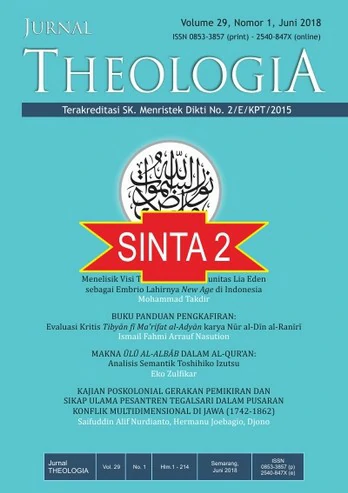 JURNAL
Volume 29, Nomor 1, Juni 2018
ISSN 0853-3857 (print) - 2540-847X (online)
THEOLOGIA
Terakreditasi SK. Menristek Dikti No. 2/E/KPT/2015
SINTA 2
Menelisik Visi unitas Lia Eden
sebagai Embrio Lahirnya New Age di Indonesia
Mohammad Takdir
BUKU PANDUAN PENGKAFIRAN:
Evaluasi Kritis Tibyān fī Ma'rifat al-Adyān karya Nūr al-Dīn al-Ranīrī
Ismail Fahmi Arrauf Nasution
MAKNA ŪLŪ AL-ALBĀB DALAM AL-QUR'AN:
Analisis Semantik Toshihiko Izutsu
Eko Zulfikar
KAJIAN POSKOLONIAL GERAKAN PEMIKIRAN DAN
SIKAP ULAMA PESANTREN TEGALSARI DALAM PUSARAN
KONFLIK MULTIDIMENSIONAL DI JAWA (1742-1862)
Saifuddin Alif Nurdianto, Hermanu Joebagio, Djono
Jurnal
THEOLOGIA
Vol. 29
No. 1
Hlm.1 - 214
Semarang,
Juni 2018
ISSN
0853-3857 (p)
2540-847X (e)